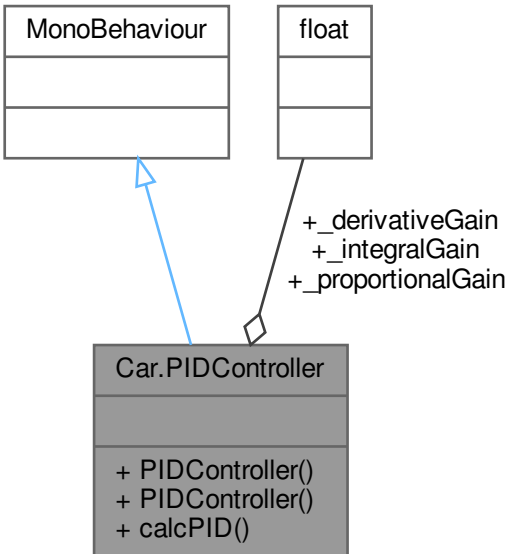 MonoBehaviour
float
+_derivativeGain
+_integralGain
+_proportionalGain
Car.PIDController
+ PIDController()
+ PIDController()
+ calcPID()